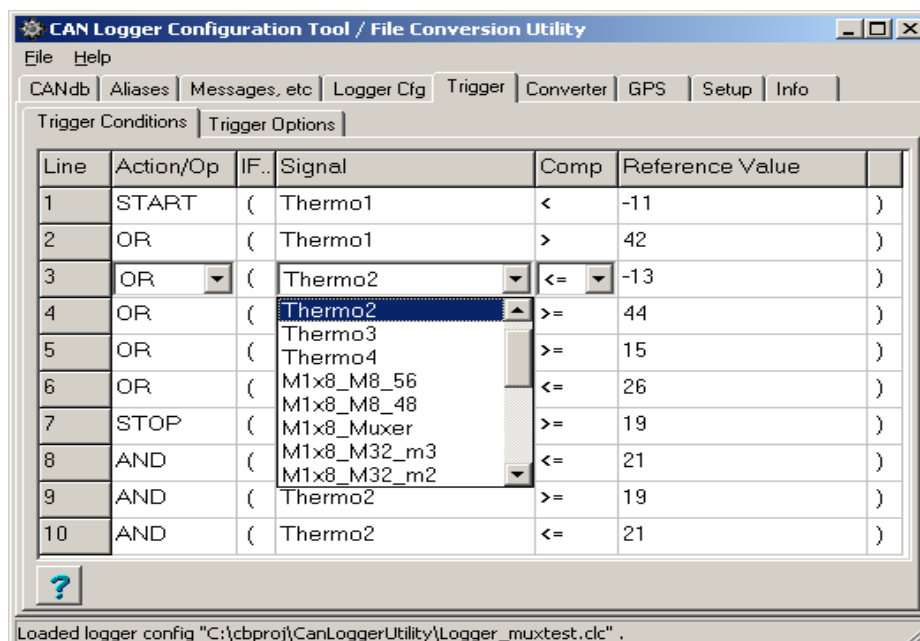 CAN Logger Configuration Tool / File Conversion Utility
File Help
CANdb Aliases Messages, etc Logger Cfg Trigger Converter GPS Setup Info
Trigger Conditions Trigger Options
Line Action/Op IF.. Signal Comp Reference Value
1 START ( Thermo1 < -11 )
2 OR ( Thermo1 > 42 )
3 OR ( Thermo2 <= -13 )
4 OR ( Thermo2 >= 44 )
Thermo3
5 OR ( Thermo4 >= 15 )
M1x8_M8_56
6 OR ( M1x8_M8_48 <= 26 )
7 STOP ( M1x8_Muxer >= 19 )
M1x8_M32_m3
8 AND ( M1x8_M32_m2 <= 21 )
9 AND ( Thermo2 >= 19 )
10 AND ( Thermo2 <= 21 )
?
Loaded logger config "C:\cbproj\CanLoggerUtility\Logger_muxtest.clc" .